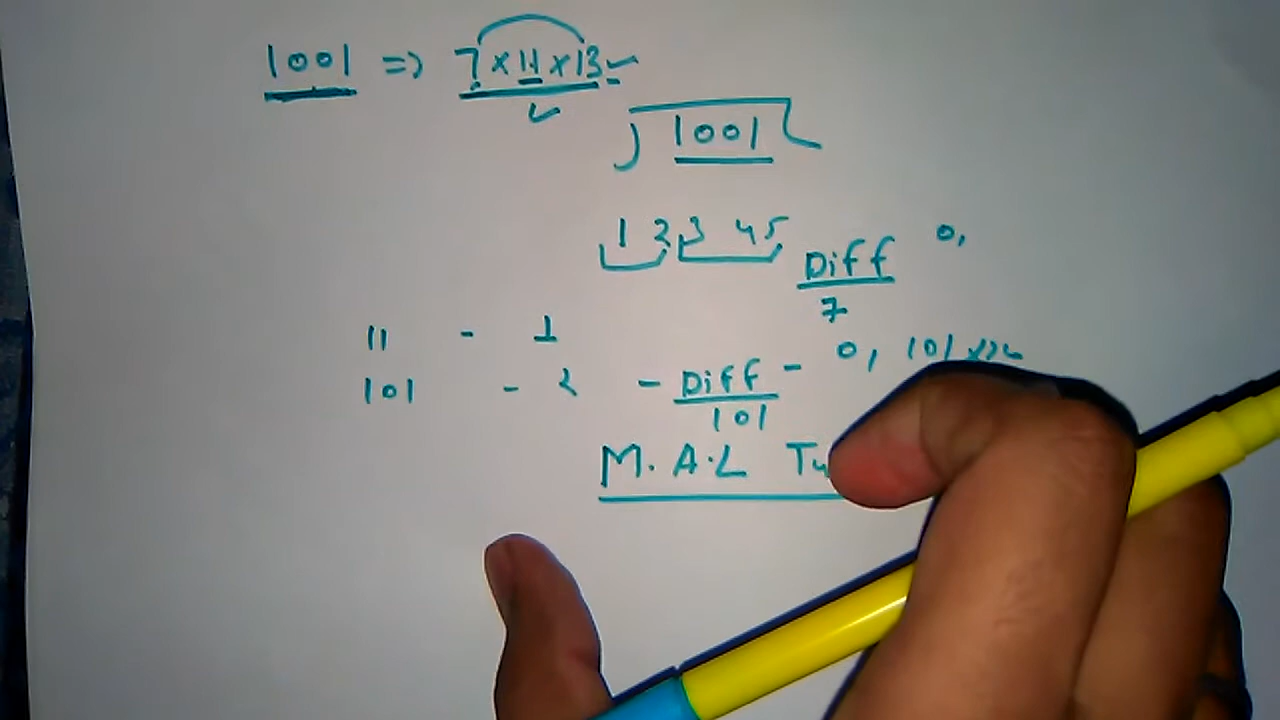 1001 => 7×11×13
1001
1 2 3 4 5
Diff 0,
7
11 - 1
101 - 2 - Diff - 0, 101
101
M.A.L